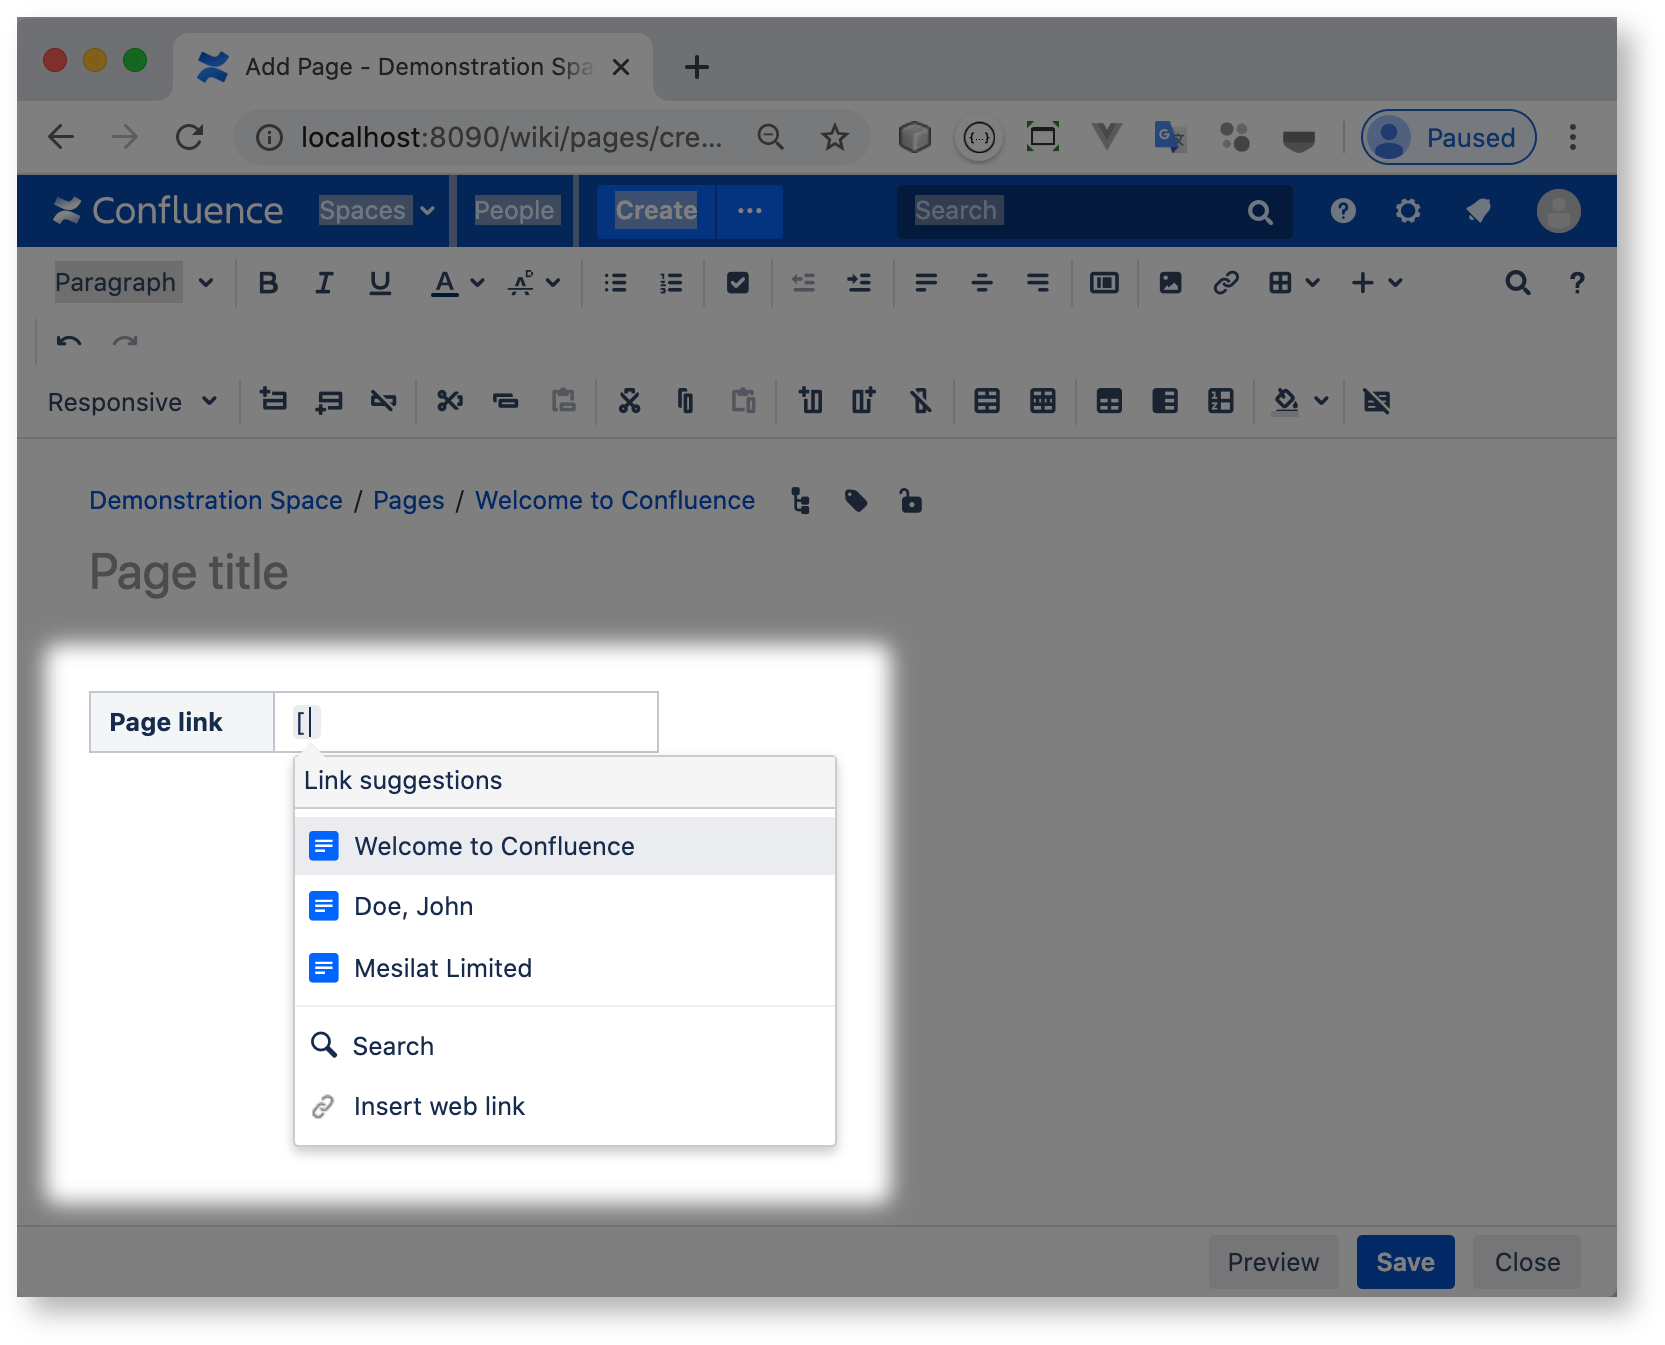 Add Page - Demonstration Spa
localhost:8090/wiki/pages/cre...
Paused
Confluence Spaces People Create Search
Paragraph
Responsive
Demonstration Space / Pages / Welcome to Confluence
Page title
Page link [
Link suggestions
Welcome to Confluence
Doe, John
Mesilat Limited
Search
Insert web link
Preview Save Close